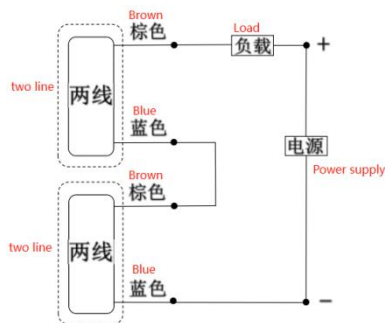 Brown
棕色
Load
负载
+
two line
两线
Blue
蓝色
电源
Power supply
Brown
棕色
two line
两线
Blue
蓝色
−